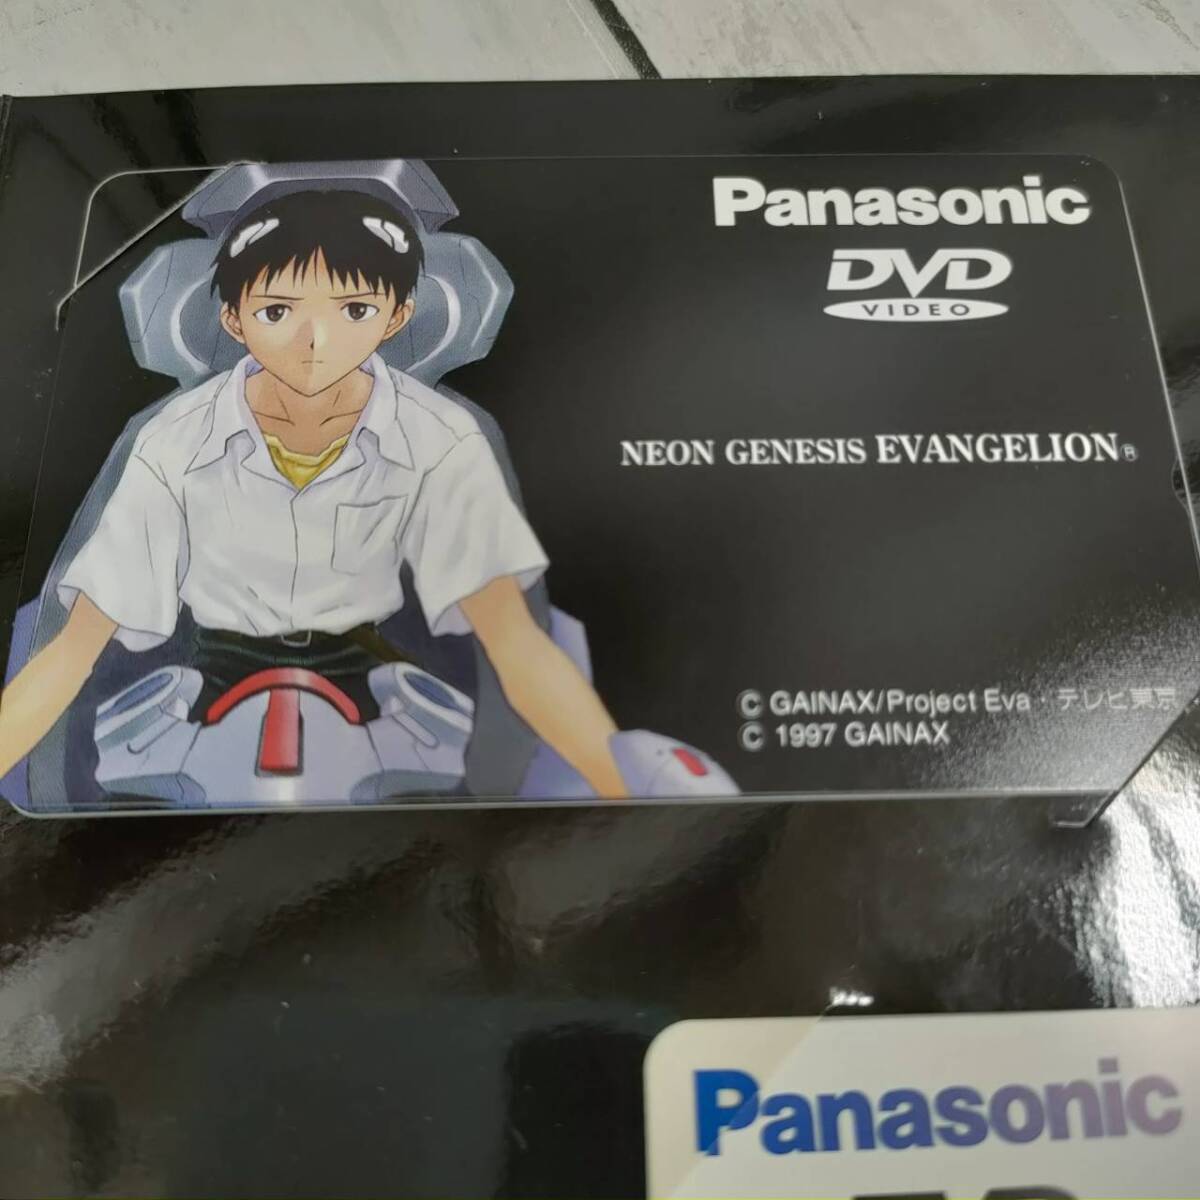 Panasonic
DVD
VIDEO
NEON GENESIS EVANGELION®
© GAINAX/Project Eva・テレビ東京
© 1997 GAINAX
Panasonic